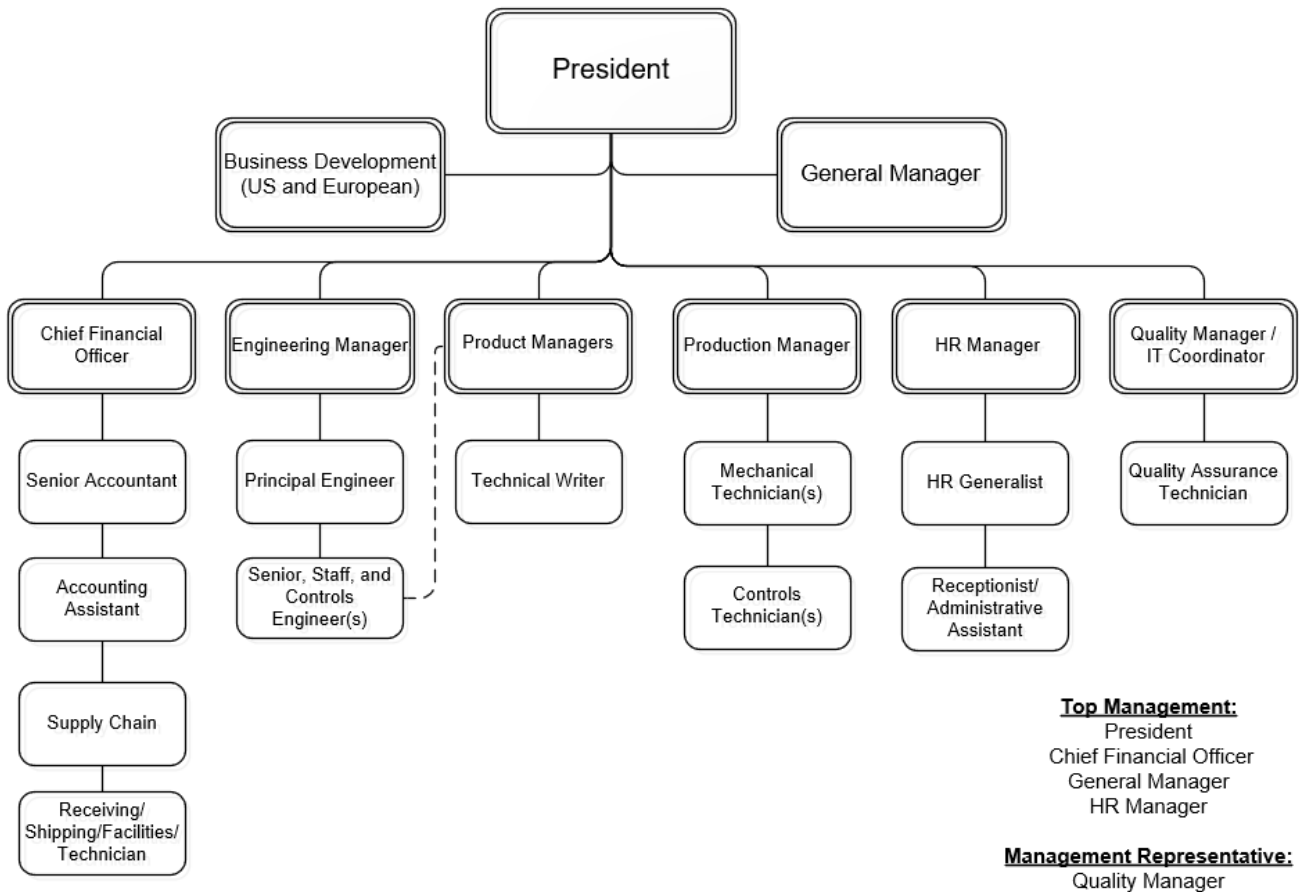 President
Business Development
(US and European)
General Manager
Chief Financial
Officer
Engineering Manager
Product Managers
Production Manager
HR Manager
Quality Manager /
IT Coordinator
Senior Accountant
Principal Engineer
Technical Writer
Mechanical
Technician(s)
HR Generalist
Quality Assurance
Technician
Accounting
Assistant
Senior, Staff, and
Controls
Engineer(s)
Controls
Technician(s)
Receptionist/
Administrative
Assistant
Supply Chain
Receiving/
Shipping/Facilities/
Technician
Top Management:
President
Chief Financial Officer
General Manager
HR Manager
Management Representative:
Quality Manager